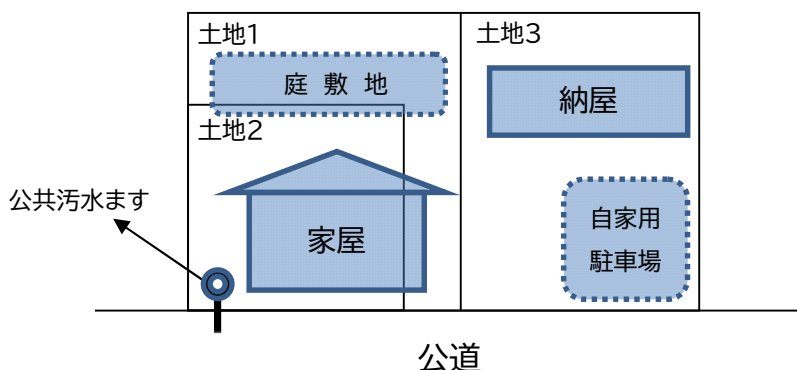 土地1
土地3
庭 敷 地
納屋
土地2
公共汚水ます
家屋
自家用
駐車場
公道